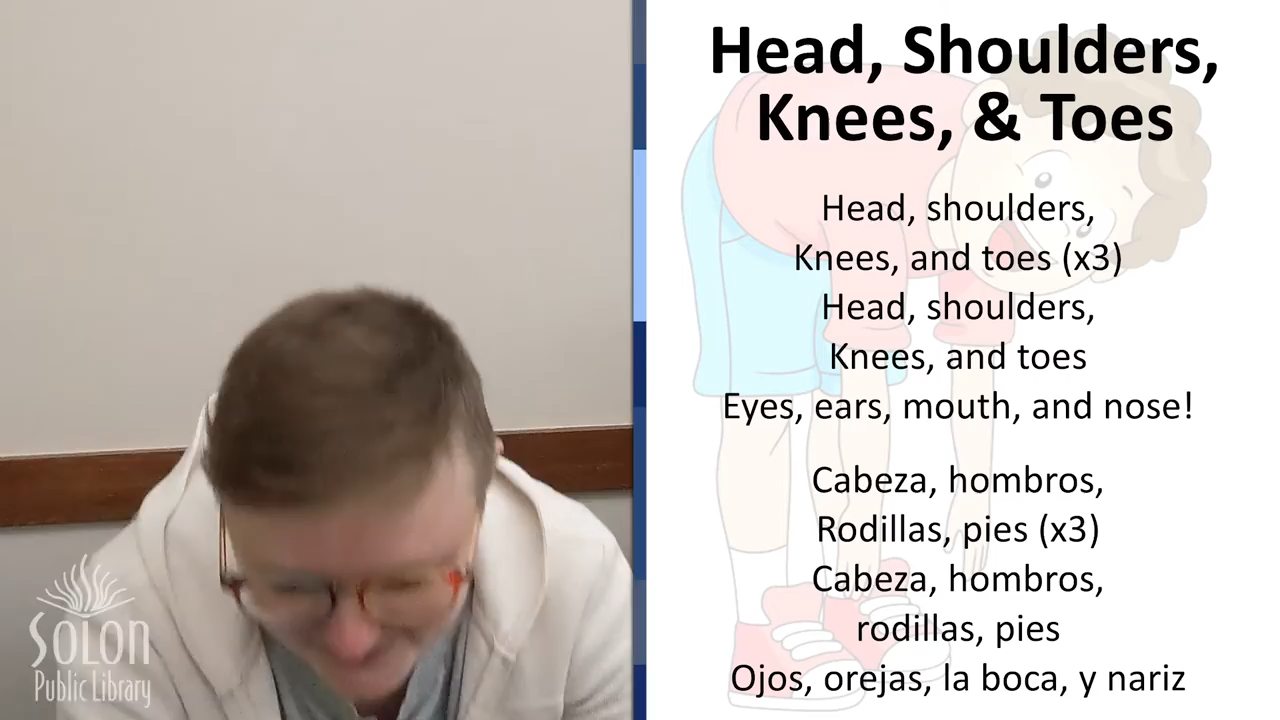 Head, Shoulders,
Knees, & Toes
Head, shoulders,
Knees, and toes (x3)
Head, shoulders,
Knees, and toes
Eyes, ears, mouth, and nose!
Cabeza, hombros,
Rodillas, pies (x3)
Cabeza, hombros,
rodillas, pies
Ojos, orejas, la boca, y nariz
SOLON
Public Library